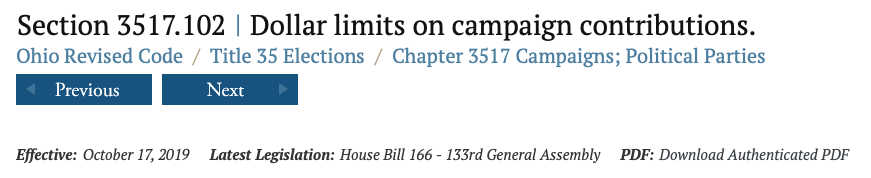 Section 3517.102 | Dollar limits on campaign contributions.
Ohio Revised Code / Title 35 Elections / Chapter 3517 Campaigns; Political Parties
Previous Next
Effective: October 17, 2019 Latest Legislation: House Bill 166 - 133rd General Assembly PDF: Download Authenticated PDF